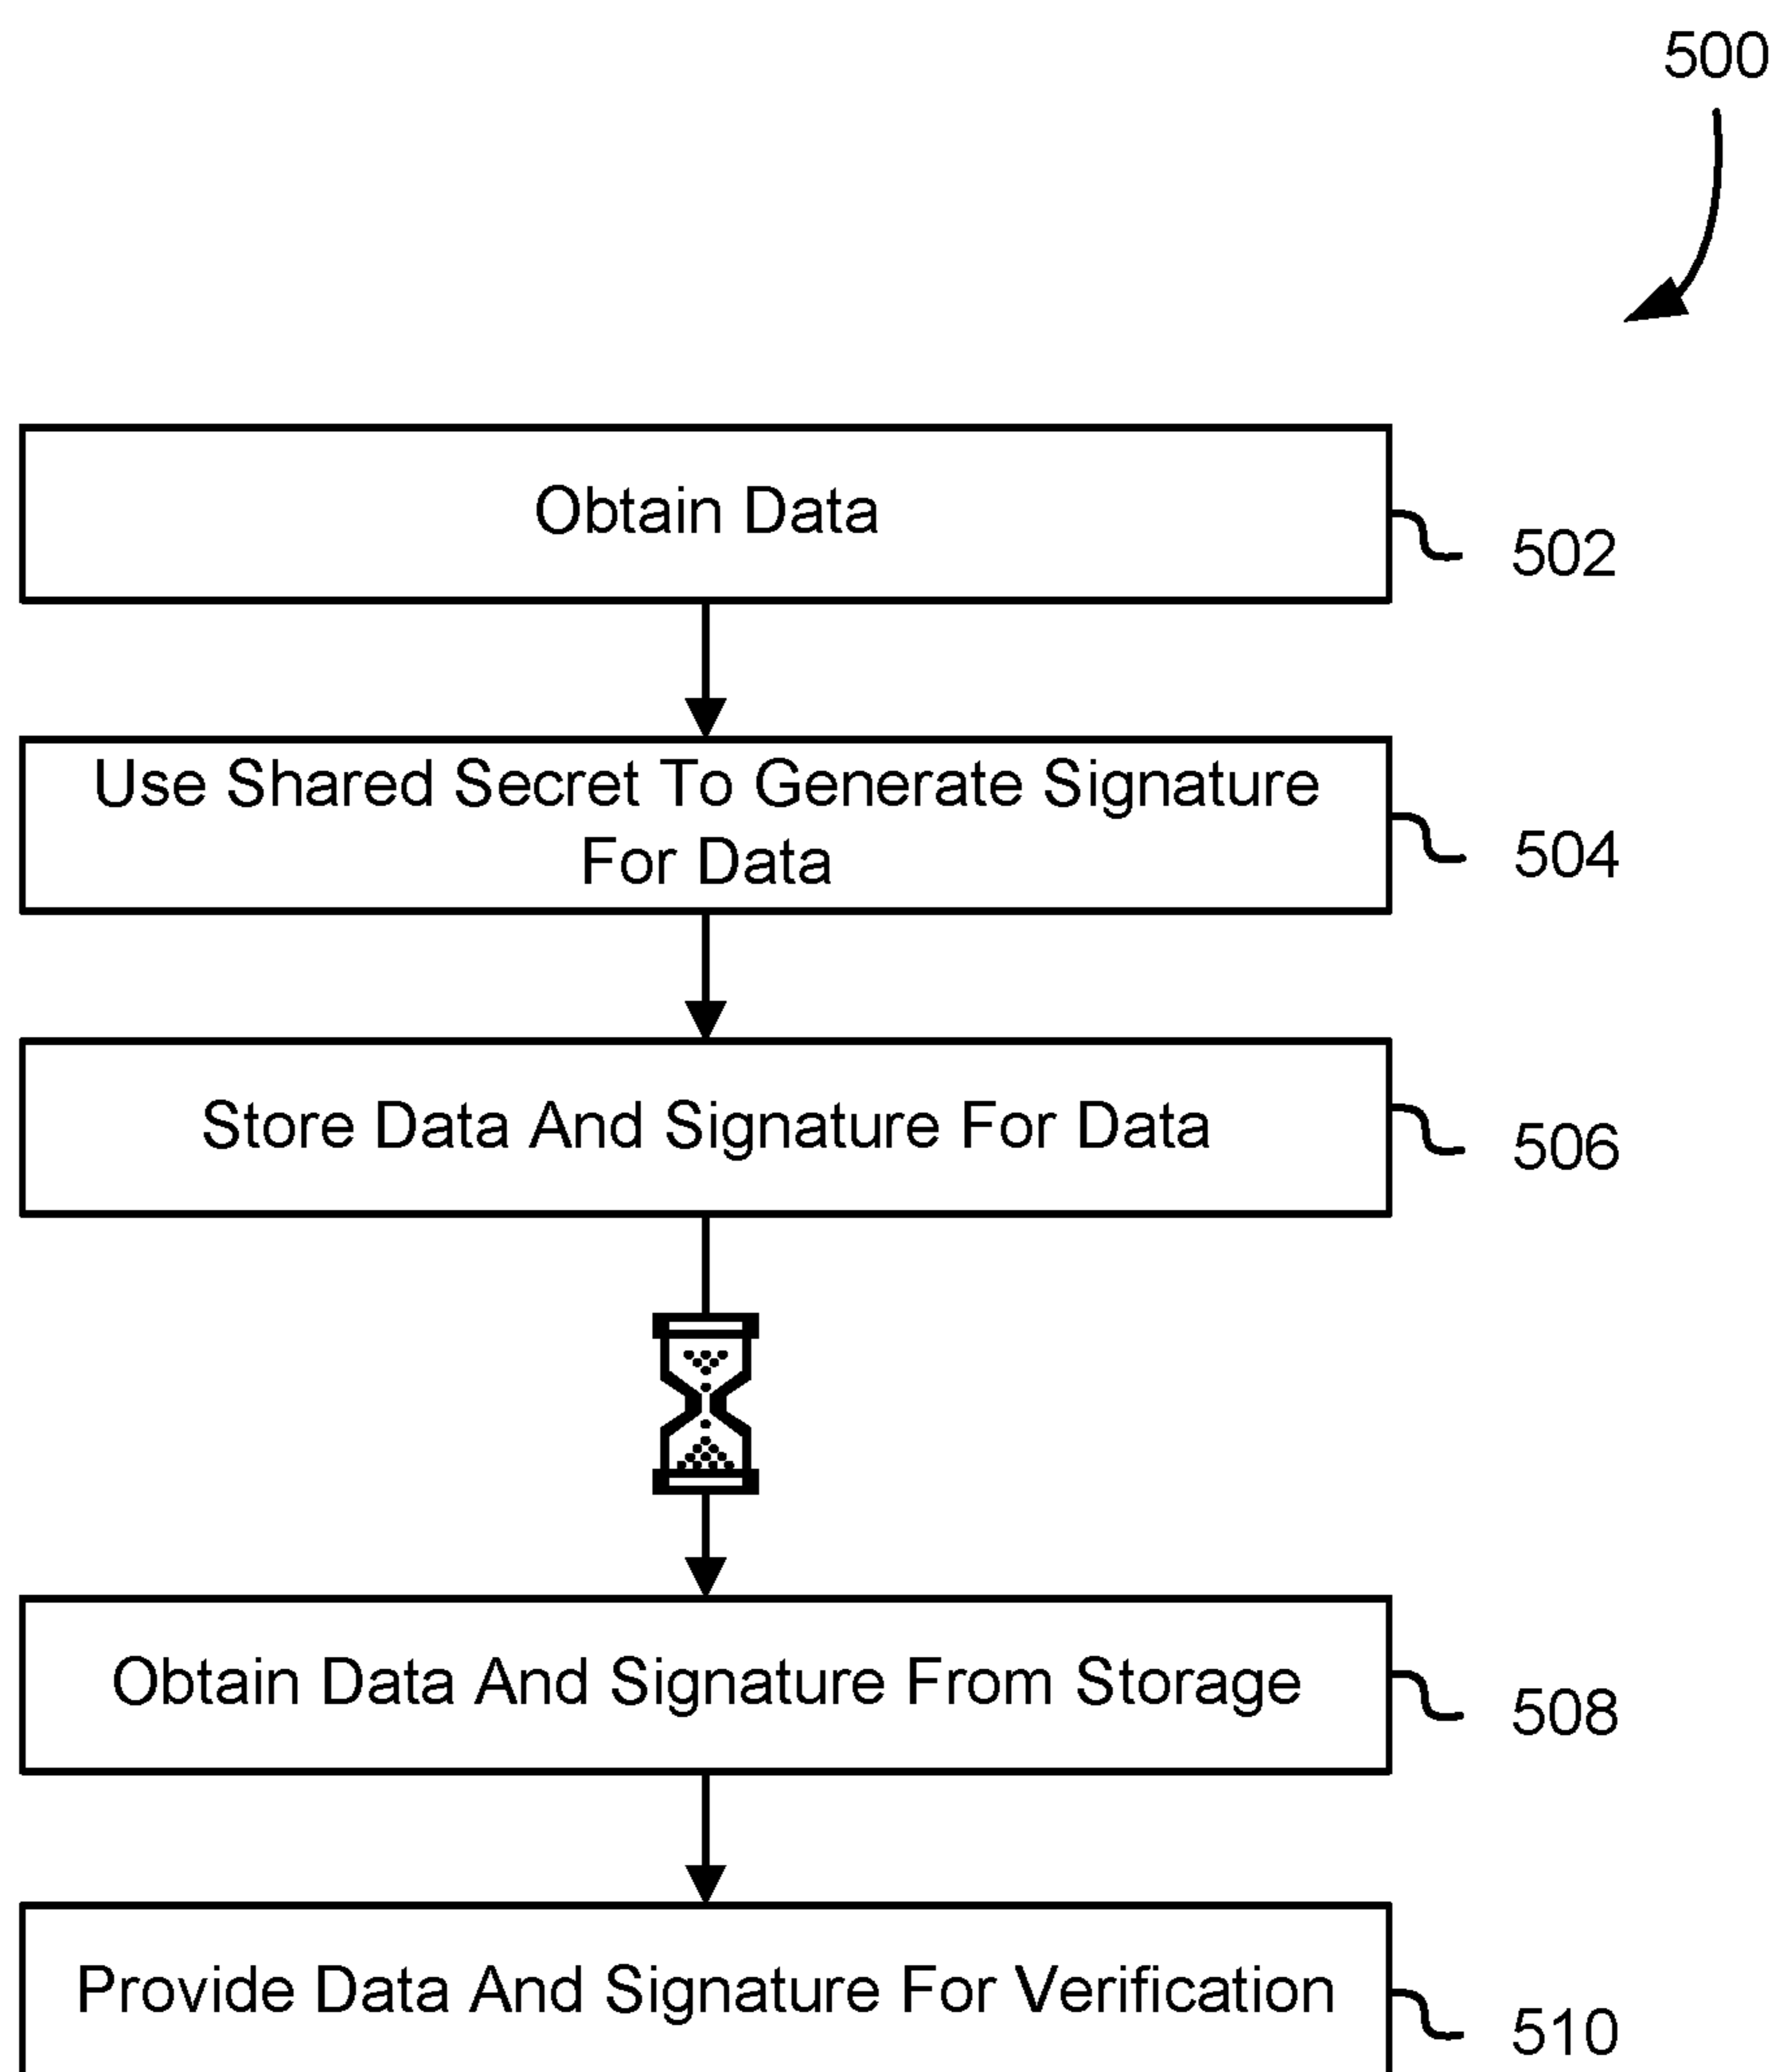 500
Obtain Data
502
Use Shared Secret To Generate Signature
For Data
504
Store Data And Signature For Data
506
Obtain Data And Signature From Storage
508
Provide Data And Signature For Verification
510